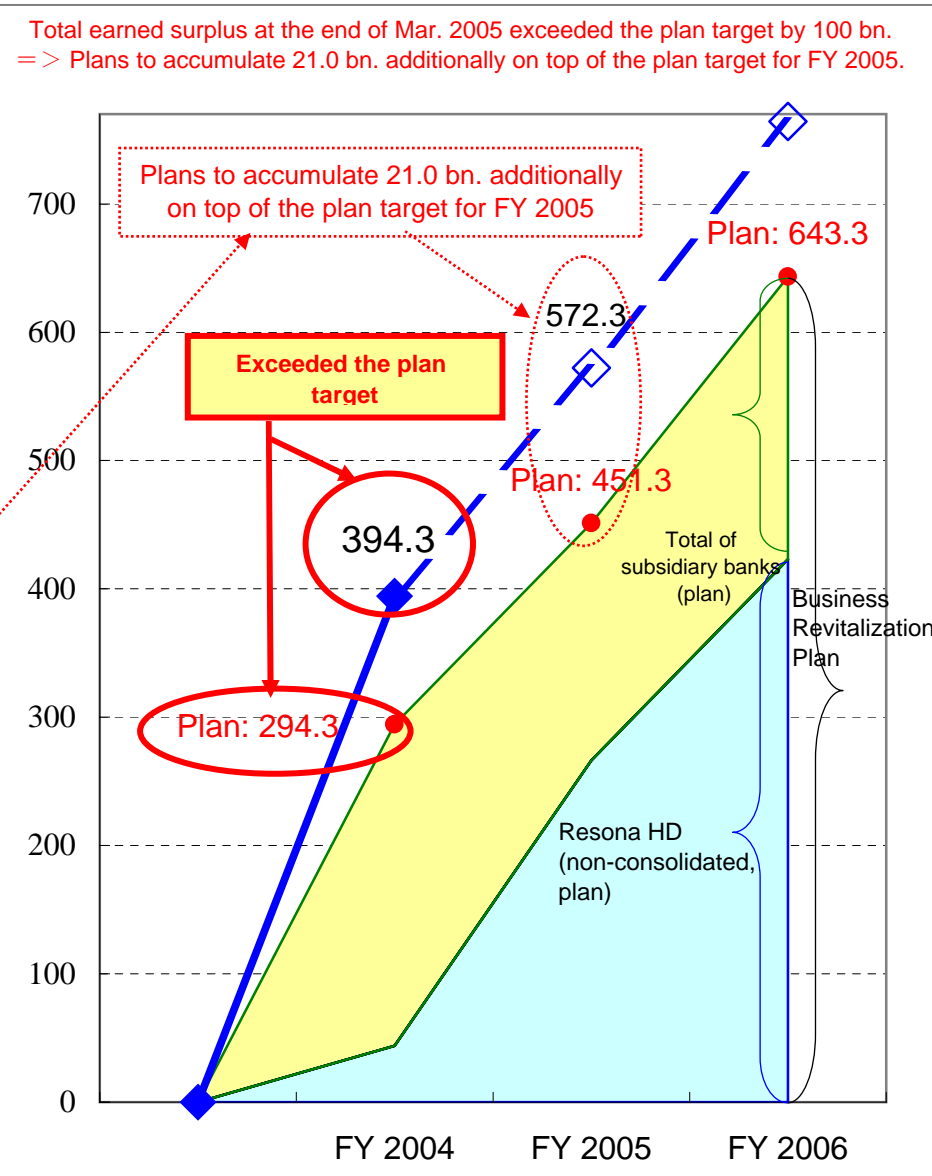 Total earned surplus at the end of Mar. 2005 exceeded the plan target by 100 bn.
=> Plans to accumulate 21.0 bn. additionally on top of the plan target for FY 2005.
Plans to accumulate 21.0 bn. additionally
on top of the plan target for FY 2005
700
Plan: 643.3
600
572.3
Exceeded the plan
target
500
Plan: 451.3
394.3
Total of
subsidiary banks
(plan)
400
Business
Revitalization
Plan
300
Plan: 294.3
200
Resona HD
(non-consolidated,
plan)
100
0
FY 2004 FY 2005 FY 2006